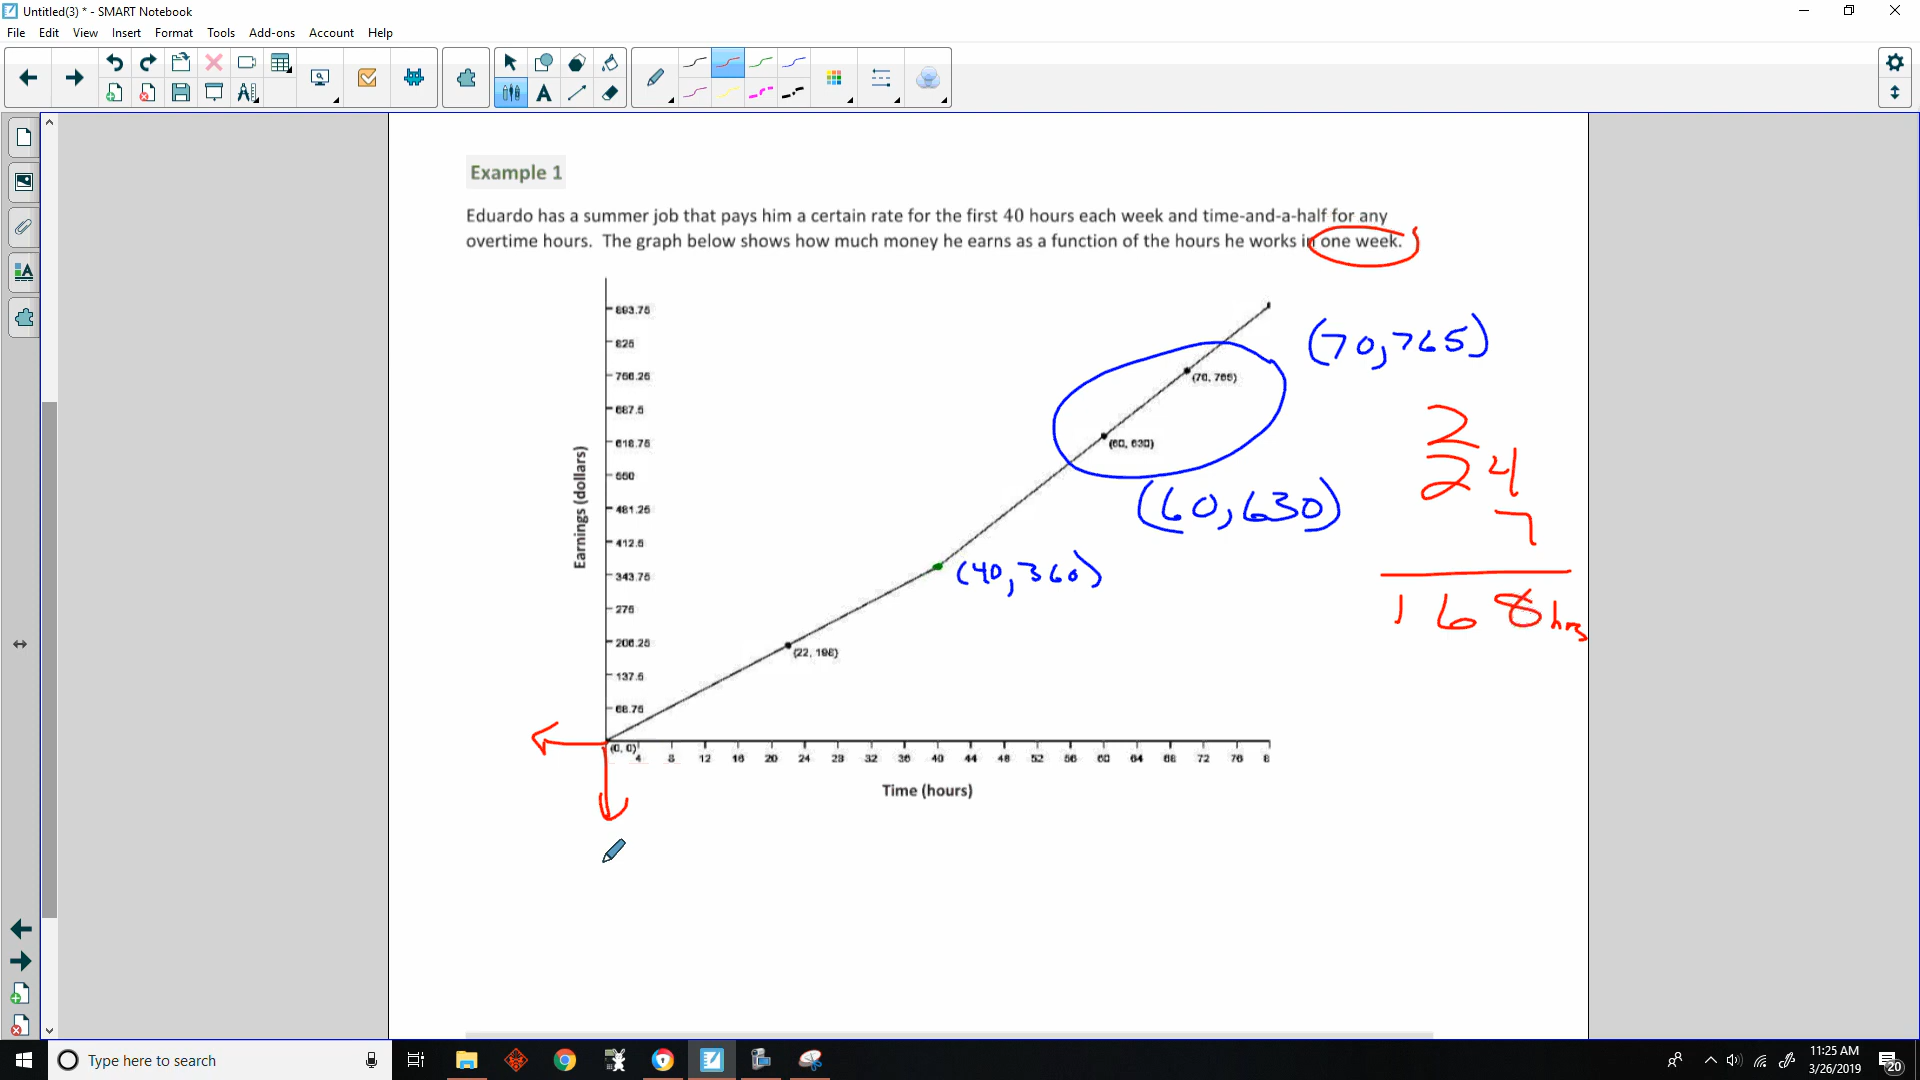 Untitled(3) * - SMART Notebook
File Edit View Insert Format Tools Add-ons Account Help
Example 1
Eduardo has a summer job that pays him a certain rate for the first 40 hours each week and time-and-a-half for any
overtime hours. The graph below shows how much money he earns as a function of the hours he works in one week.
893.75
825
756.25
687.5
618.75
550
481.25
412.5
343.75
275
206.25
137.5
68.75
Earnings (dollars)
(70, 765)
(60, 630)
(22, 198)
(0, 0)
(70,765)
(60,630)
(40,360)
2
24
7
168hrs
4 8 12 16 20 24 28 32 36 40 44 48 52 56 60 64 68 72 76 8
Time (hours)
Type here to search
11:25 AM
3/26/2019
20